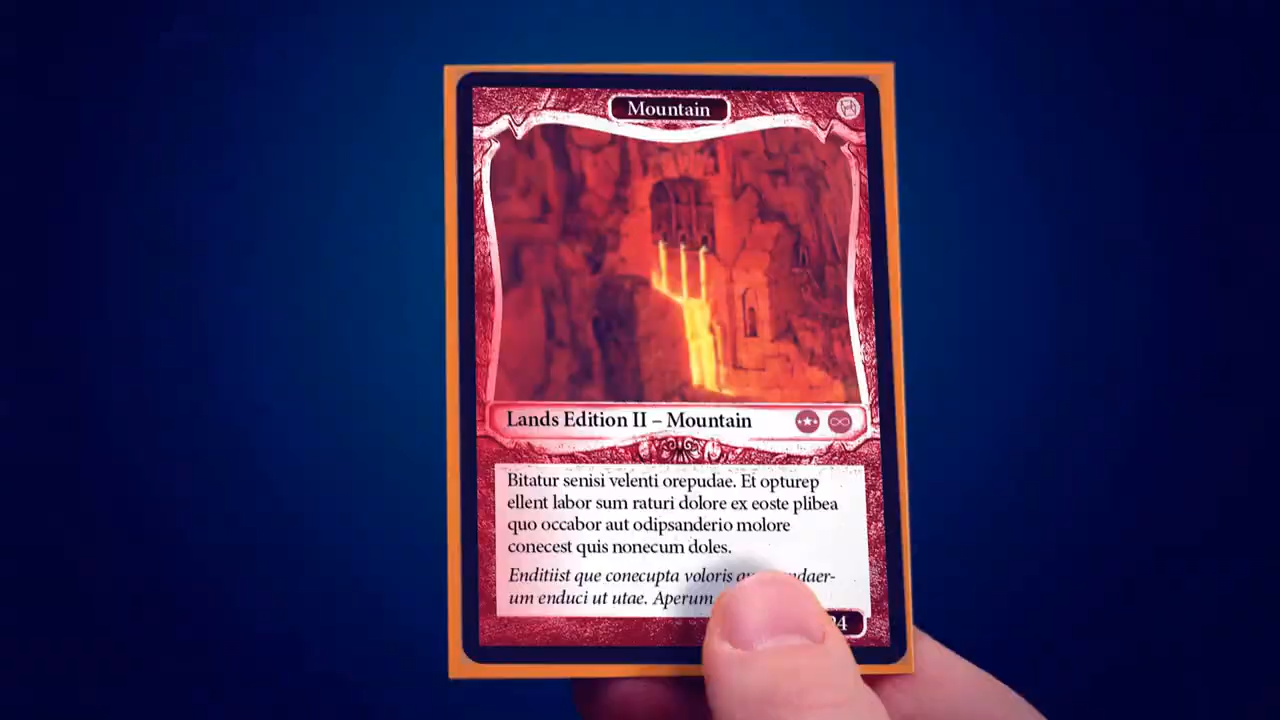 Mountain
Lands Edition II – Mountain
Bitatur senisi velenti orepudae. Et opturep
ellent labor sum raturi dolore ex eoste plibea
quo occabor aut odipsanderio molore
conecest quis nonecum doles.
Enditiist que conecupta voloris
um enduci ut utae. Aperum